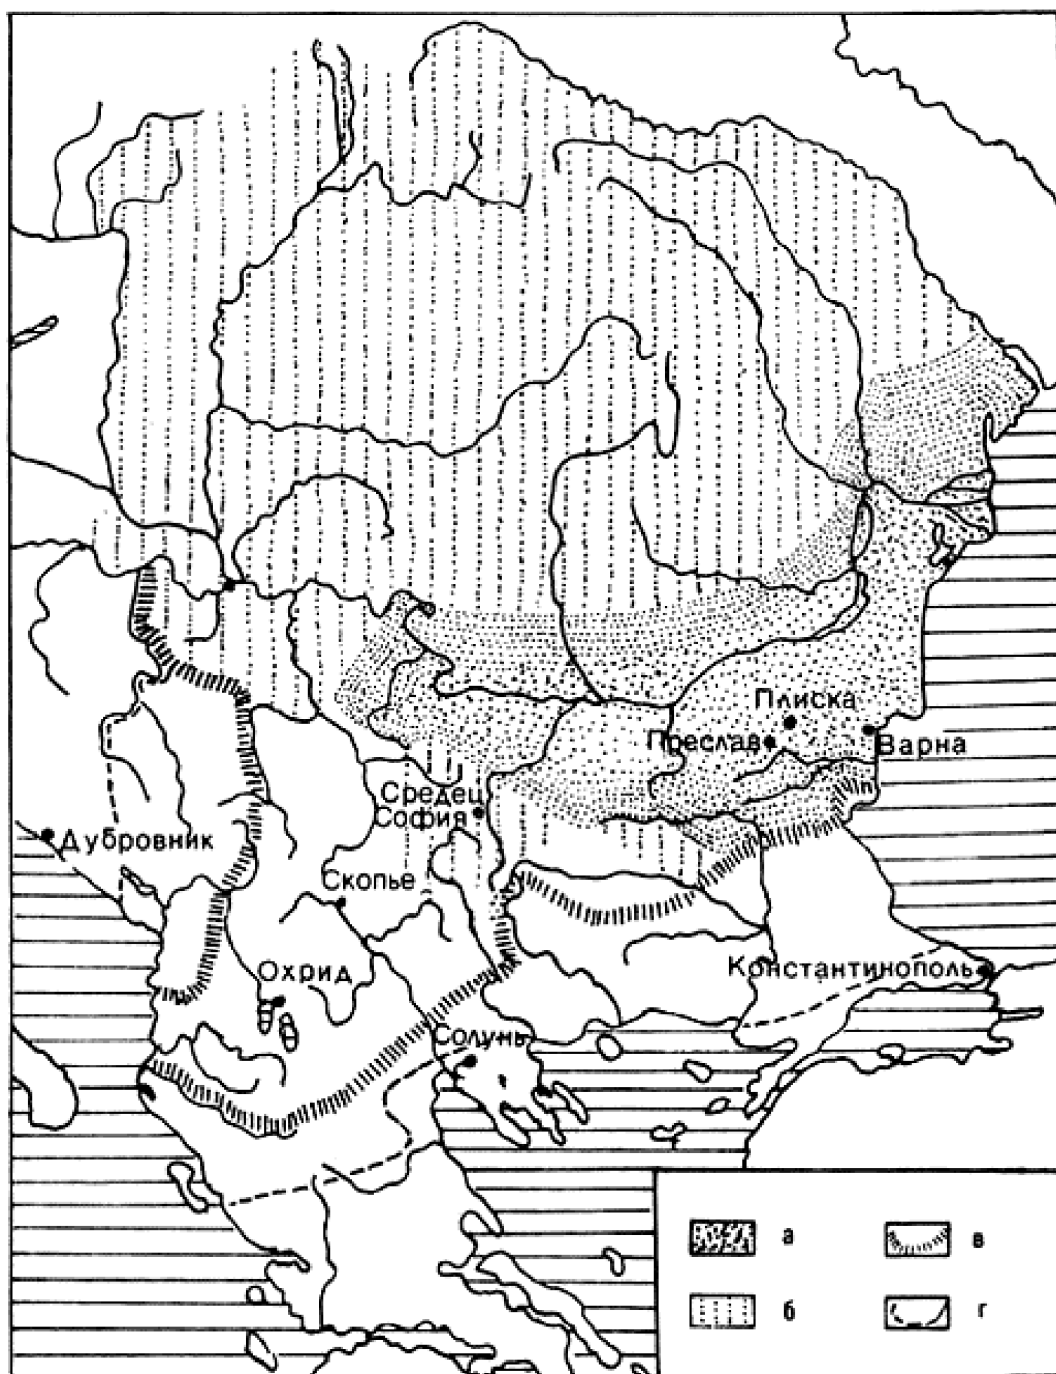 Плиска
Преслав
Варна
Средец
София
Дубровник
Скопье
Охрид
Константинополь
Солунь
а
в
б
г